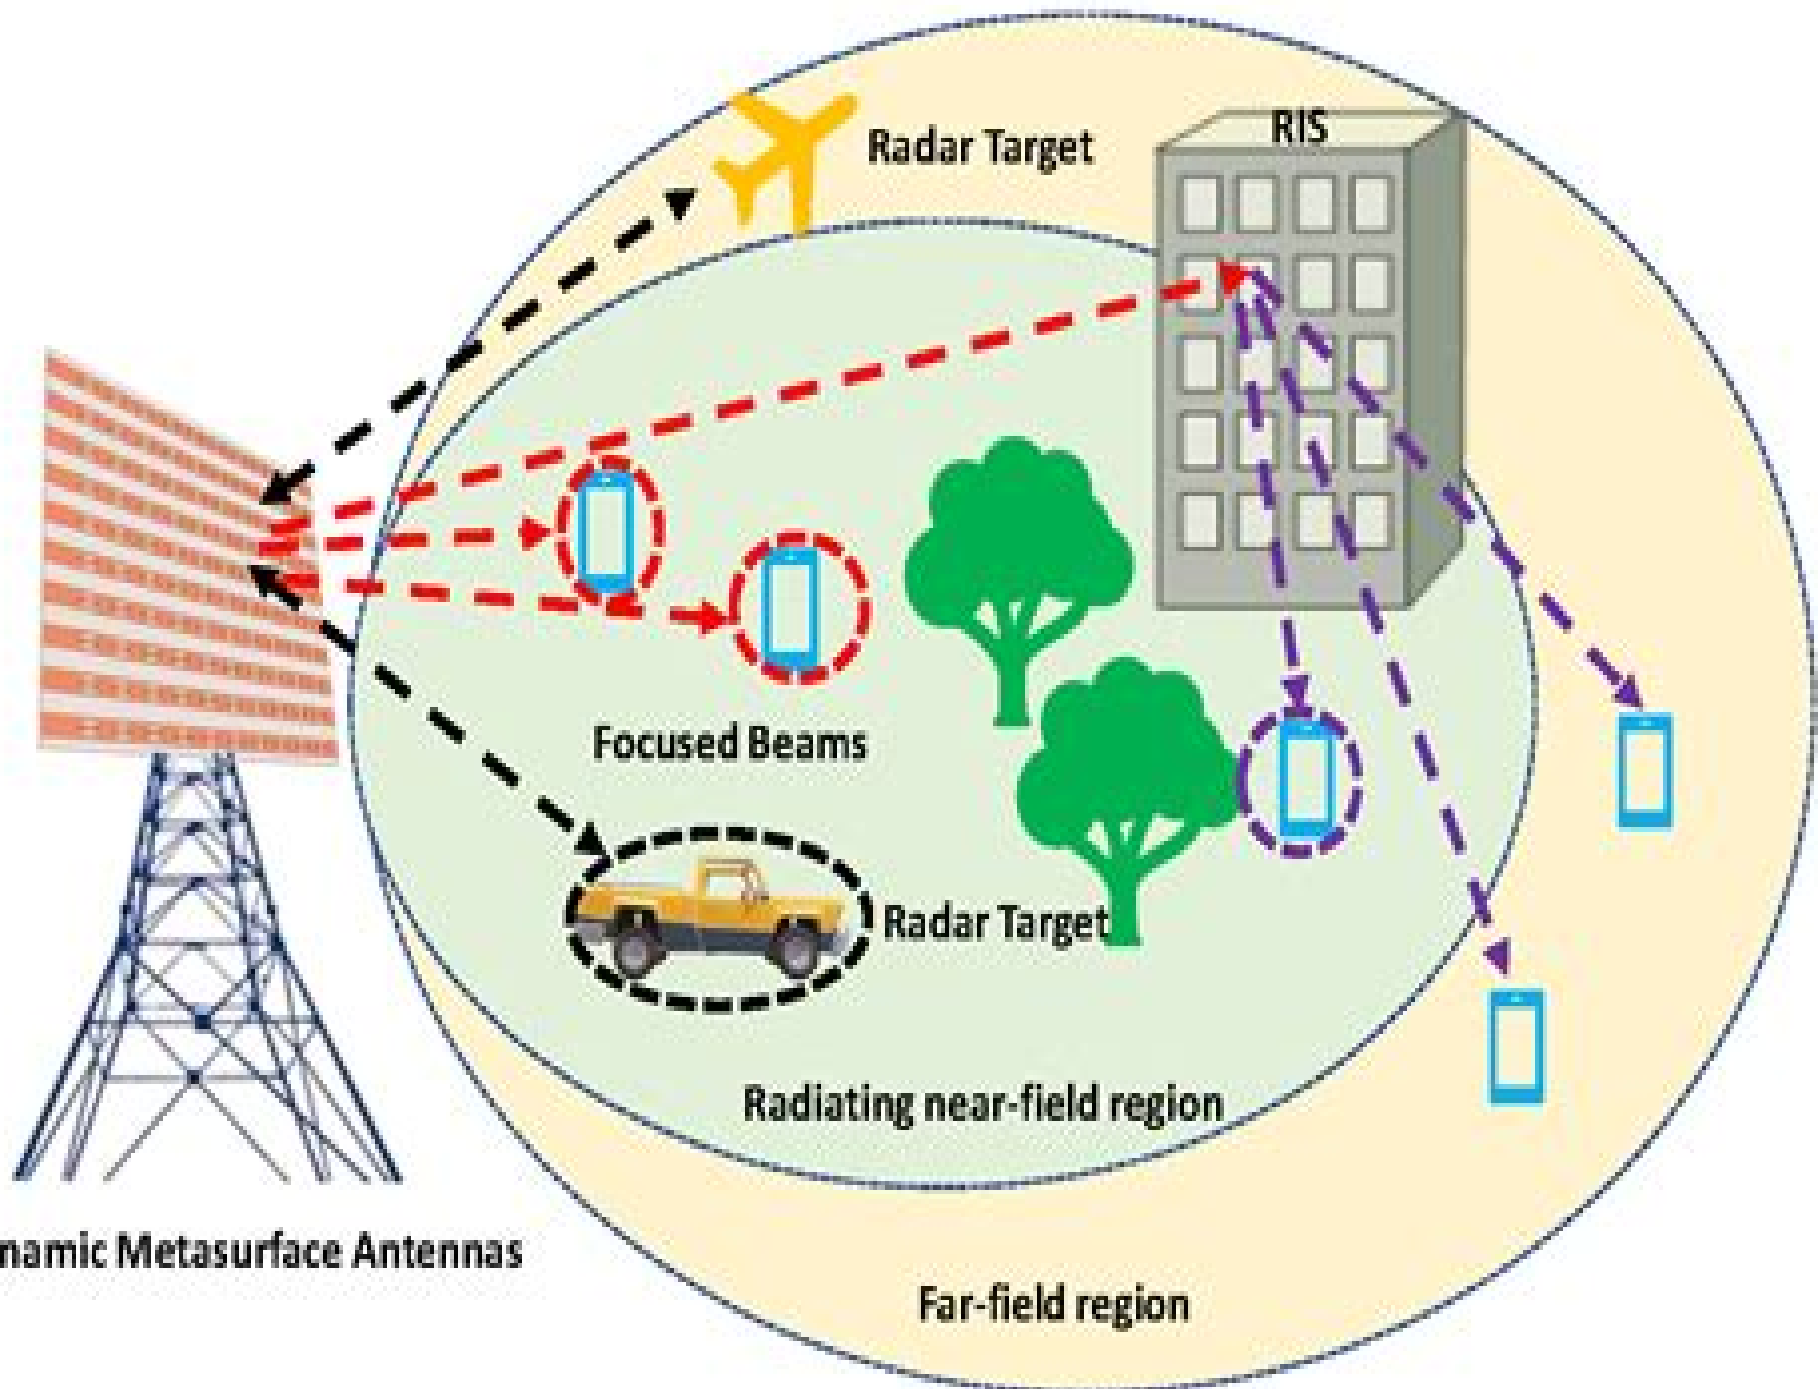 RIS
Radar Target
Focused Beams
Radar Target
Radiating near-field region
namic Metasurface Antennas
Far-field region